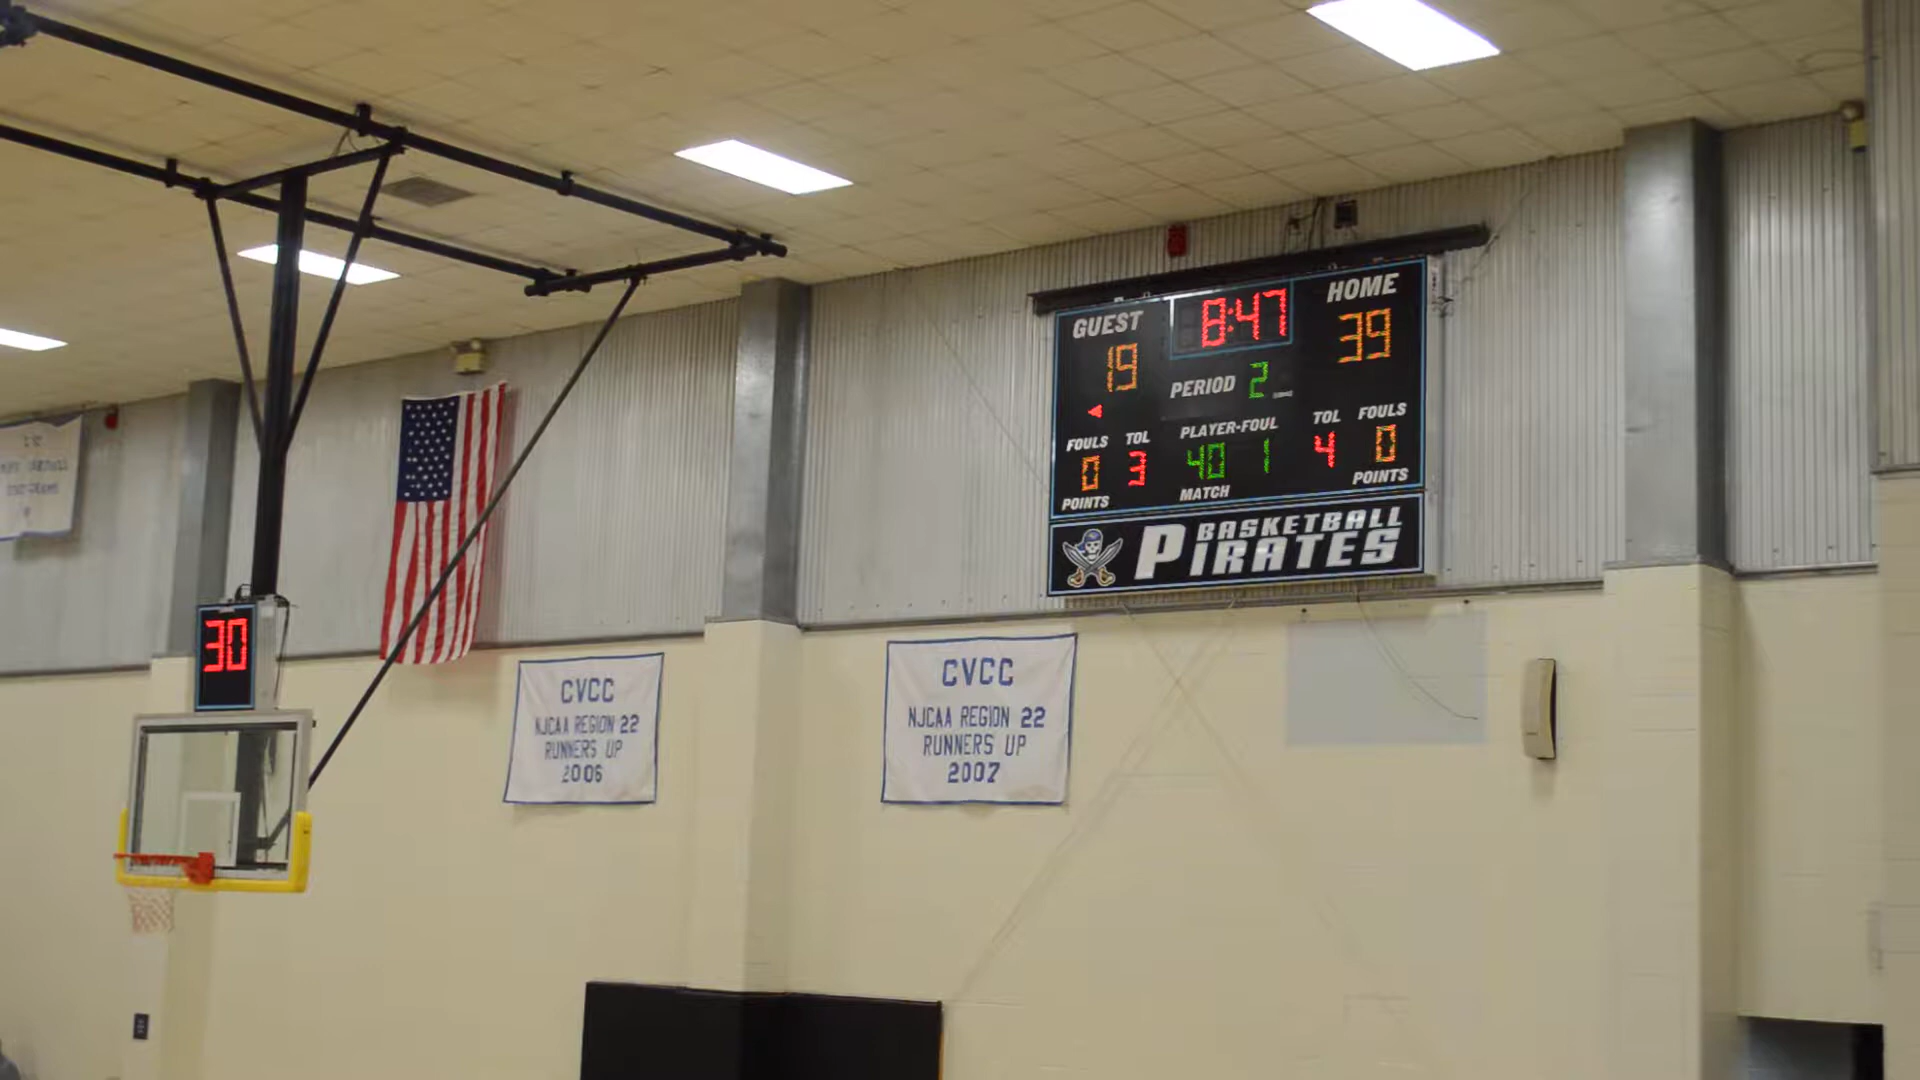 GUEST
8:47
HOME
19
39
PERIOD 2
FOULS TOL PLAYER-FOUL TOL FOULS
0 3 40 1 4 0
POINTS MATCH POINTS
BASKETBALL
PIRATES
30
CVCC
NJCAA REGION 22
RUNNERS UP
2006
CVCC
NJCAA REGION 22
RUNNERS UP
2007